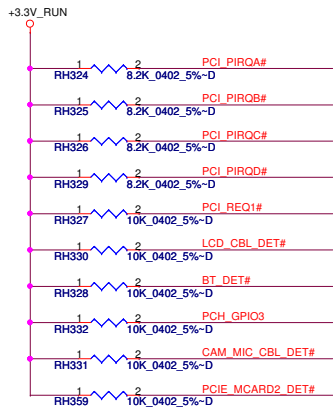 +3.3V_RUN
1 2 PCI_PIRQA#
RH324 8.2K_0402_5%~D
1 2 PCI_PIRQB#
RH325 8.2K_0402_5%~D
1 2 PCI_PIRQC#
RH326 8.2K_0402_5%~D
1 2 PCI_PIRQD#
RH329 8.2K_0402_5%~D
1 2 PCI_REQ1#
RH327 10K_0402_5%~D
1 2 LCD_CBL_DET#
RH330 10K_0402_5%~D
1 2 BT_DET#
RH328 10K_0402_5%~D
1 2 PCH_GPIO3
RH332 10K_0402_5%~D
1 2 CAM_MIC_CBL_DET#
RH331 10K_0402_5%~D
1 2 PCIE_MCARD2_DET#
RH359 10K_0402_5%~D